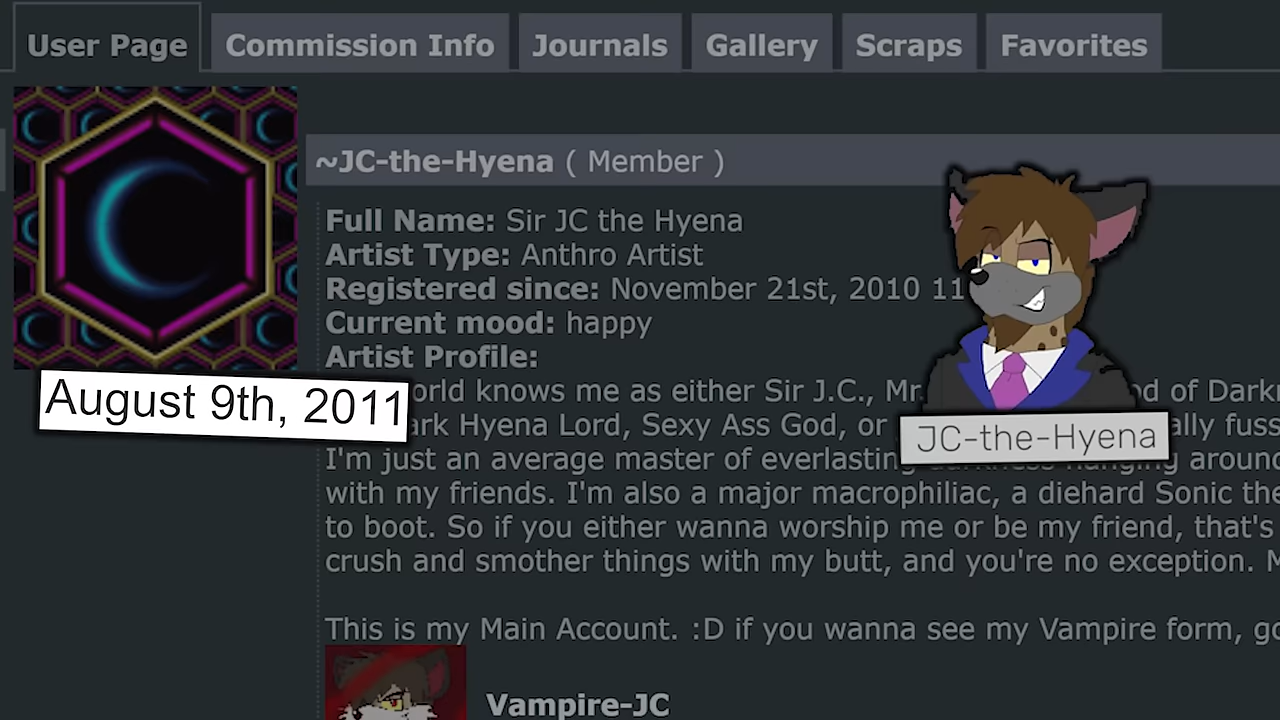 User Page
Commission Info
Journals
Gallery
Scraps
Favorites
~JC-the-Hyena ( Member )
Full Name: Sir JC the Hyena
Artist Type: Anthro Artist
Registered since: November 21st, 2010 11
Current mood: happy
Artist Profile:
knows me as either Sir J.C., Mr. of
August 9th, 2011
Hyena Lord, Sexy Ass God, or
JC-the-Hyena
I'm just an average master of everlasting darkness hanging around
with my friends. I'm also a major macrophiliac, a diehard Sonic the
to boot. So if you either wanna worship me or be my friend, that's
crush and smother things with my butt, and you're no exception.
This is my Main Account. :D if you wanna see my Vampire form,
Vampire-JC